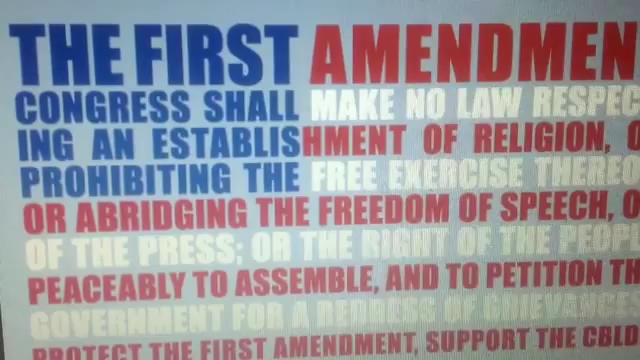 THE FIRST AMENDMEN
CONGRESS SHALL MAKE NO LAW RESPEC
ING AN ESTABLISHMENT OF RELIGION, O
PROHIBITING THE FREE EXERCISE THEREO
OR ABRIDGING THE FREEDOM OF SPEECH, O
OF THE PRESS; OR THE RIGHT OF THE PEOP
PEACEABLY TO ASSEMBLE, AND TO PETITION TH
GOVERNMENT FOR A REDRESS OF GRIEVANCES
PROTECT THE FIRST AMENDMENT, SUPPORT THE CBLD